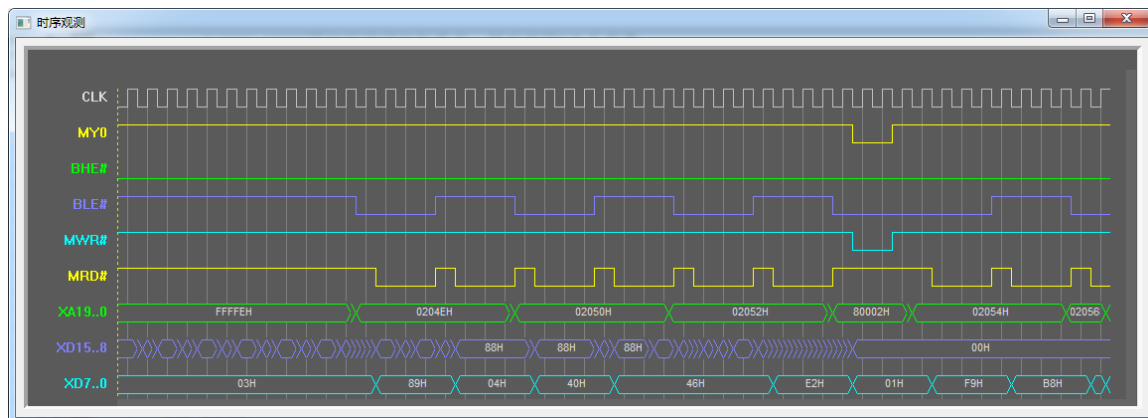 时序观测
CLK
MY0
BHE#
BLE#
MWR#
MRD#
XA19..0 FFFFEH 0204EH 02050H 02052H 80002H 02054H 02056
XD15..8 88H 88H 88H 00H
XD7..0 03H 89H 04H 40H 46H E2H 01H F9H B8H